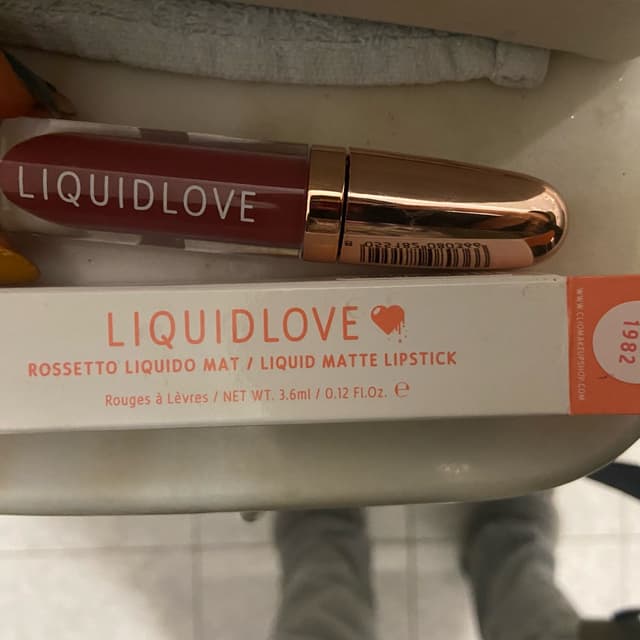 LIQUIDLOVE
LIQUIDLOVE
ROSSETTO LIQUIDO MAT / LIQUID MATTE LIPSTICK
Rouges à Lèvres / NET WT. 3.6ml / 0.12 Fl.Oz. ℮
WWW.CLIOMAKEUPSHOP.COM
1982